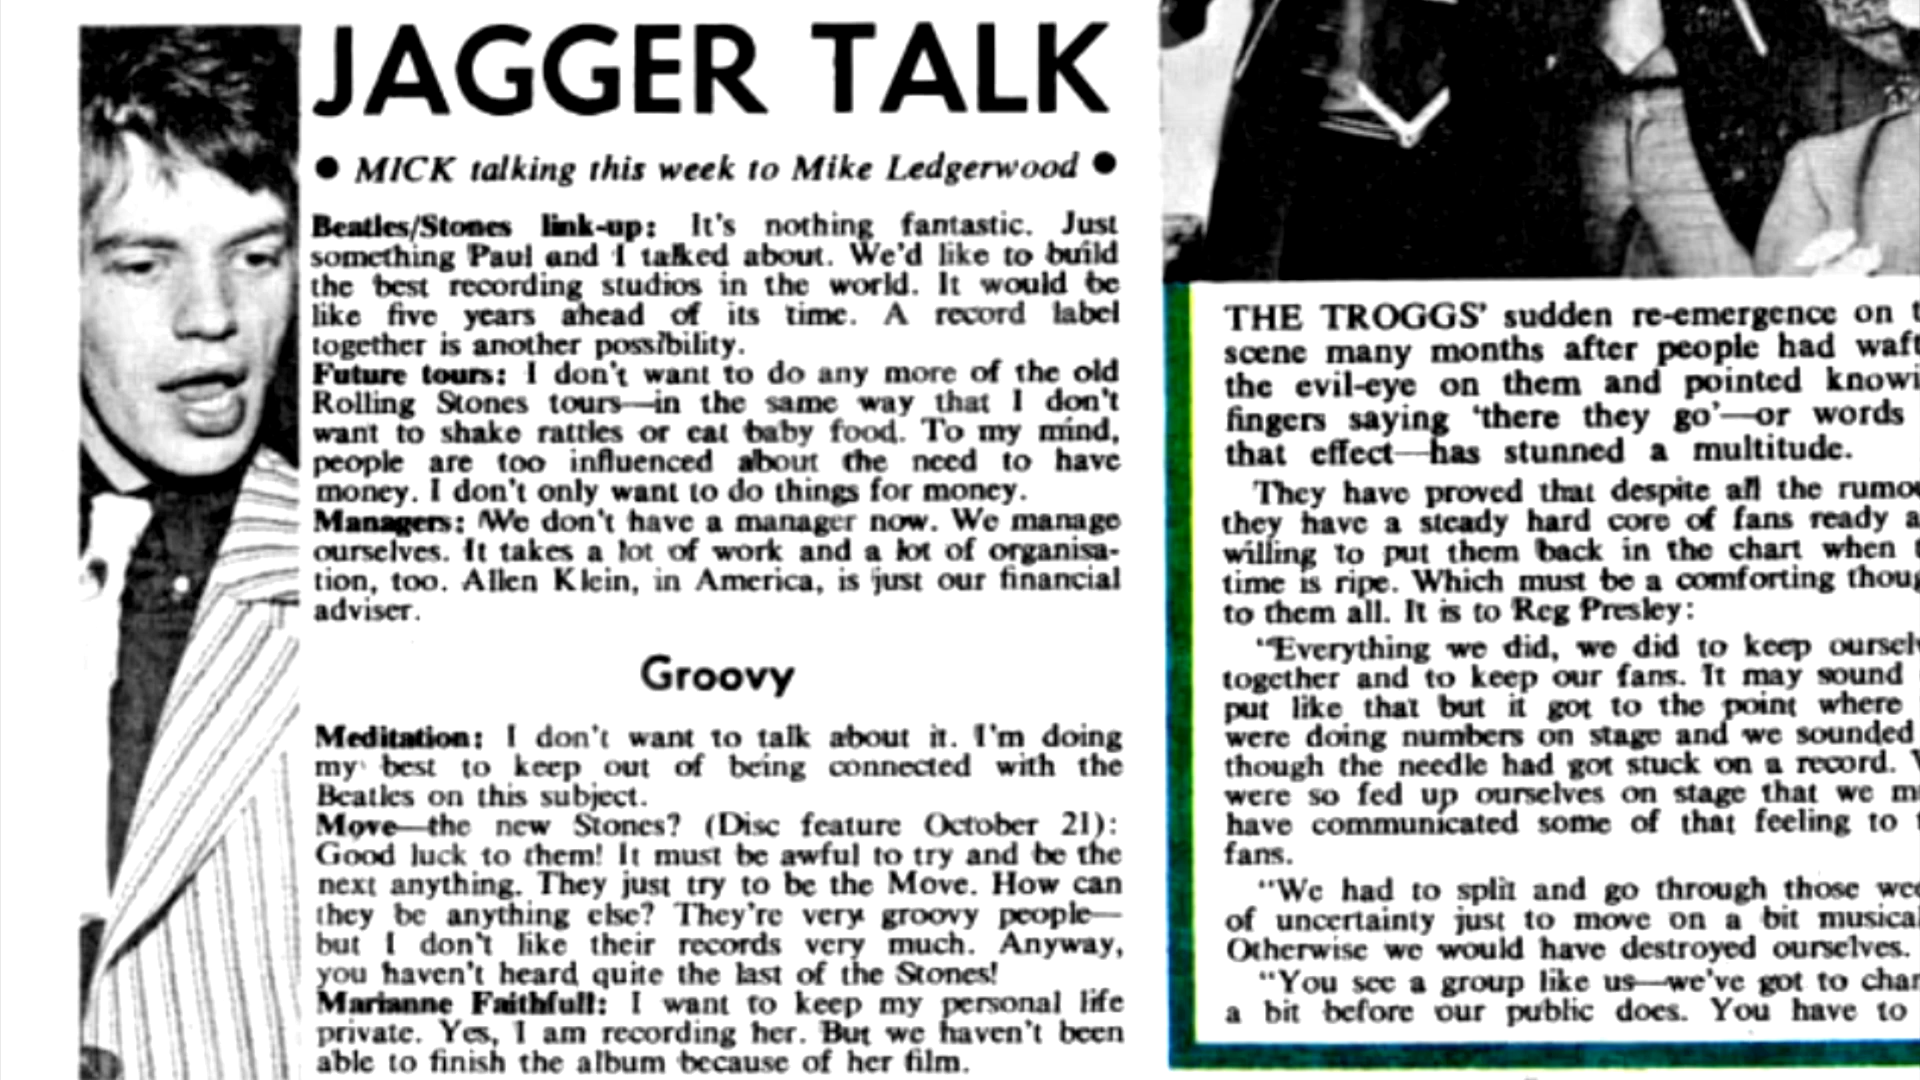 JAGGER TALK
● MICK talking this week to Mike Ledgerwood ●
Beatles/Stones link-up: It's nothing fantastic. Just
something Paul and I talked about. We'd like to build
the best recording studios in the world. It would be
like five years ahead of its time. A record label
together is another possibility.
Future tours: I don't want to do any more of the old
Rolling Stones tours—in the same way that I don't
want to shake rattles or eat baby food. To my mind,
people are too influenced about the need to have
money. I don't only want to do things for money.
Managers: We don't have a manager now. We manage
ourselves. It takes a lot of work and a lot of organisa-
tion, too. Allen Klein, in America, is just our financial
adviser.
Groovy
Meditation: I don't want to talk about it. I'm doing
my best to keep out of being connected with the
Beatles on this subject.
Move—the new Stones? (Disc feature October 21):
Good luck to them! It must be awful to try and be the
next anything. They just try to be the Move. How can
they be anything else? They're very groovy people—
but I don't like their records very much. Anyway,
you haven't heard quite the last of the Stones!
Marianne Faithfull: I want to keep my personal life
private. Yes, I am recording her. But we haven't been
able to finish the album because of her film.
THE TROGGS' sudden re-emergence on
scene many months after people had
the evil-eye on them and pointed
fingers saying 'there they go'—or words
that effect—has stunned a multitude.
They have proved that despite all the
they have a steady hard core of fans ready
willing to put them back in the chart when
time is ripe. Which must be a comforting
to them all. It is to Reg Presley:
"Everything we did, we did to keep
together and to keep our fans. It may sound
put like that but it got to the point where
were doing numbers on stage and we sounded
though the needle had got stuck on a record.
were so fed up ourselves on stage that we
have communicated some of that feeling to
fans.
"We had to split and go through those
of uncertainty just to move on a bit
Otherwise we would have destroyed ourselves.
"You see a group like us—we've got to
a bit before our public does. You have to